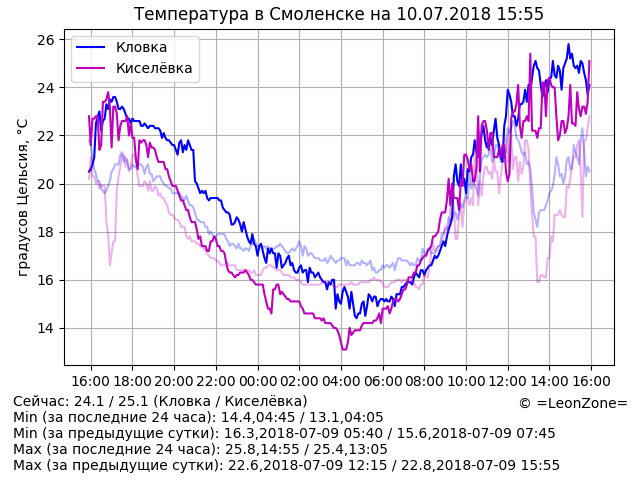 Температура в Смоленске на 10.07.2018 15:55
градусов Цельсия, °C
26
24
22
20
18
16
14
Кловка
Киселёвка
16:00 18:00 20:00 22:00 00:00 02:00 04:00 06:00 08:00 10:00 12:00 14:00 16:00
Сейчас: 24.1 / 25.1 (Кловка / Киселёвка)
© =LeonZone=
Min (за последние 24 часа): 14.4,04:45 / 13.1,04:05
Min (за предыдущие сутки): 16.3,2018-07-09 05:40 / 15.6,2018-07-09 07:45
Max (за последние 24 часа): 25.8,14:55 / 25.4,13:05
Max (за предыдущие сутки): 22.6,2018-07-09 12:15 / 22.8,2018-07-09 15:55